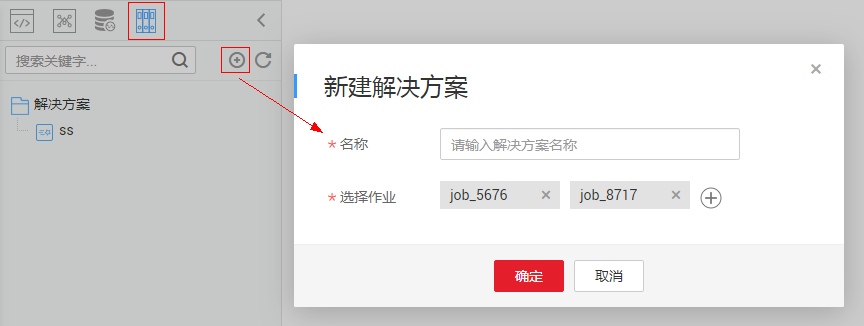 搜索关键字...
解决方案
ss
新建解决方案
* 名称
请输入解决方案名称
* 选择作业
job_5676
job_8717
确定
取消